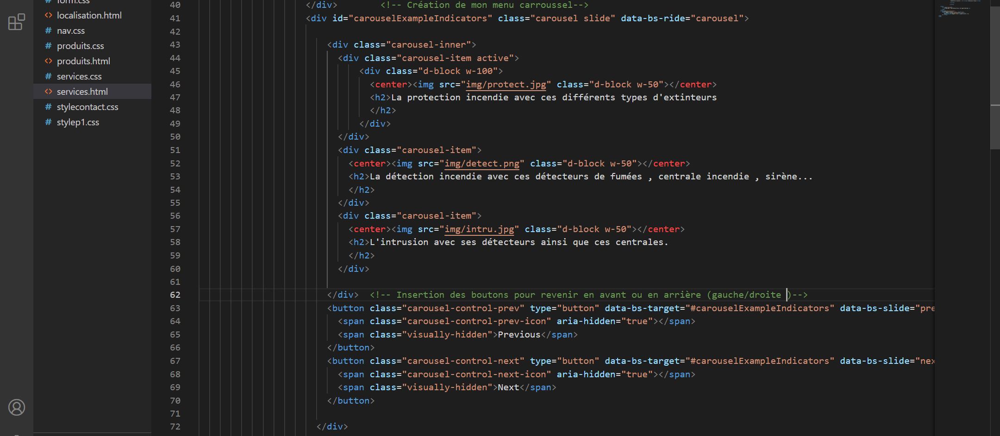 form.css
localisation.html
nav.css
produits.css
produits.html
services.css
services.html
stylecontact.css
stylep1.css
40 </div> <!-- Création de mon menu carroussel-->
41 <div id="carouselExampleIndicators" class="carousel slide" data-bs-ride="carousel">
42
43 <div class="carousel-inner">
44 <div class="carousel-item active">
45 <div class="d-block w-100">
46 <center><img src="img/protect.jpg" class="d-block w-50"></center>
47 <h2>La protection incendie avec ces différents types d'extinteurs
48 </h2>
49 </div>
50 </div>
51 <div class="carousel-item">
52 <center><img src="img/detect.png" class="d-block w-50"></center>
53 <h2>La détection incendie avec ces détecteurs de fumées , centrale incendie , sirène...
54 </h2>
55 </div>
56 <div class="carousel-item">
57 <center><img src="img/intru.jpg" class="d-block w-50"></center>
58 <h2>L'intrusion avec ses détecteurs ainsi que ces centrales.
59 </h2>
60 </div>
61
62 </div> <!-- Insertion des boutons pour revenir en avant ou en arrière (gauche/droite )-->
63 <button class="carousel-control-prev" type="button" data-bs-target="#carouselExampleIndicators" data-bs-slide="pre
64 <span class="carousel-control-prev-icon" aria-hidden="true"></span>
65 <span class="visually-hidden">Previous</span>
66 </button>
67 <button class="carousel-control-next" type="button" data-bs-target="#carouselExampleIndicators" data-bs-slide="nex
68 <span class="carousel-control-next-icon" aria-hidden="true"></span>
69 <span class="visually-hidden">Next</span>
70 </button>
71
72 </div>